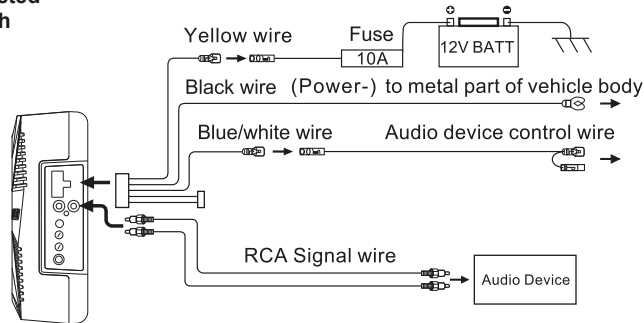 Yellow wire
Fuse
10A
+ -
12V BATT
Black wire (Power-) to metal part of vehicle body
Blue/white wire
Audio device control wire
RCA Signal wire
Audio Device